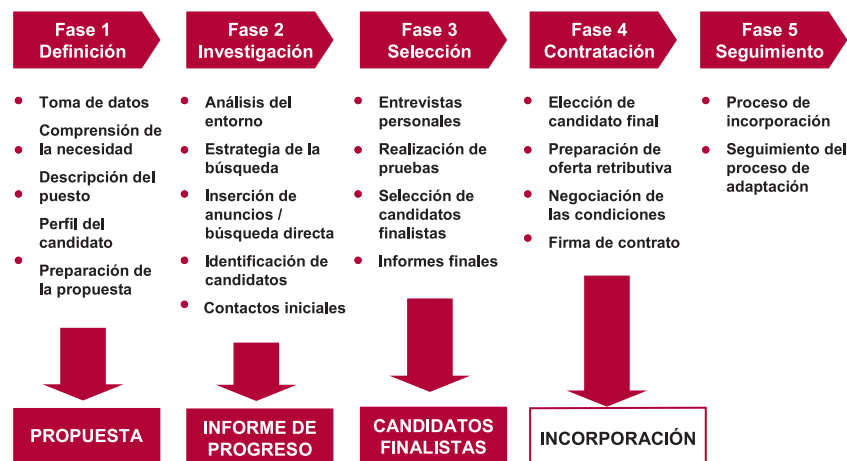 Fase 1
Definición
Fase 2
Investigación
Fase 3
Selección
Fase 4
Contratación
Fase 5
Seguimiento
Toma de datos
Comprensión de
la necesidad
Descripción del
puesto
Perfil del
candidato
Preparación de
la propuesta
Análisis del
entorno
Estrategia de la
búsqueda
Inserción de
anuncios /
búsqueda directa
Identificación de
candidatos
Contactos iniciales
Entrevistas
personales
Realización de
pruebas
Selección de
candidatos
finalistas
Informes finales
Elección de
candidato final
Preparación de
oferta retributiva
Negociación de
las condiciones
Firma de contrato
Proceso de
incorporación
Seguimiento del
proceso de
adaptación
PROPUESTA
INFORME DE
PROGRESO
CANDIDATOS
FINALISTAS
INCORPORACIÓN